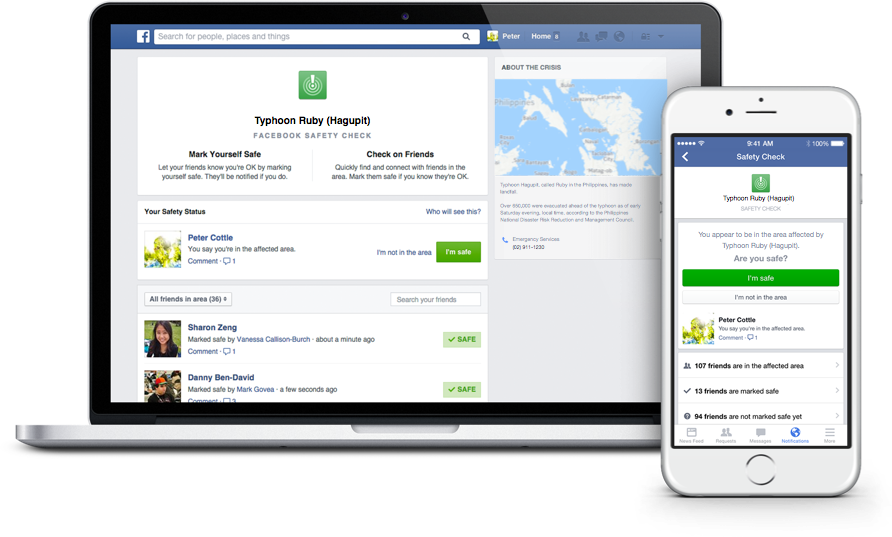 f
Search for people, places and things
Peter
Home 8
Typhoon Ruby (Hagupit)
FACEBOOK SAFETY CHECK
Mark Yourself Safe
Let your friends know you're OK by marking
yourself safe. They'll be notified if you do.
Check on Friends
Quickly find and connect with friends in the
area. Mark them safe if you know they're OK.
Your Safety Status
Who will see this?
Peter Cottle
You say you're in the affected area.
Comment · 1
I'm not in the area
I'm safe
All friends in area (36)
Search your friends
Sharon Zeng
Marked safe by Vanessa Callison-Burch · about a minute ago
Comment · 1
SAFE
Danny Ben-David
Marked safe by Mark Govea · a few seconds ago
Comment · 3
SAFE
ABOUT THE CRISIS
Philippines
Typhoon Hagupit, called Ruby in the Philippines, has made
landfall.
Over 650,000 were evacuated ahead of the typhoon as of early
Saturday evening, local time, according to the Philippines
National Disaster Risk Reduction and Management Council.
Emergency Services
(02) 911-1230
9:41 AM
100%
Safety Check
Typhoon Ruby (Hagupit)
SAFETY CHECK
You appear to be in the area affected by
Typhoon Ruby (Hagupit).
Are you safe?
I'm safe
I'm not in the area
Peter Cottle
You say you're in the affected area.
Comment · 1
107 friends are in the affected area
13 friends are marked safe
94 friends are not marked safe yet
News Feed
Requests
Messages
Notifications
More